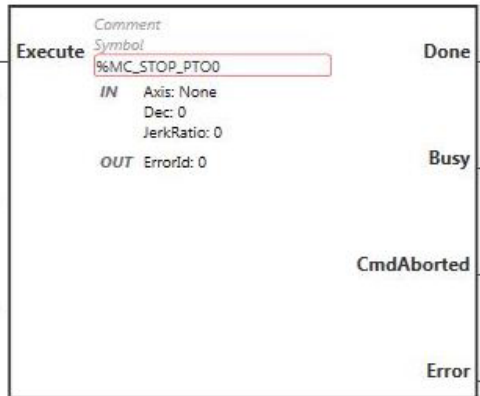 Comment
Execute Symbol Done
%MC_STOP_PTO0
IN Axis: None
Dec: 0
JerkRatio: 0
OUT ErrorId: 0
Busy
CmdAborted
Error